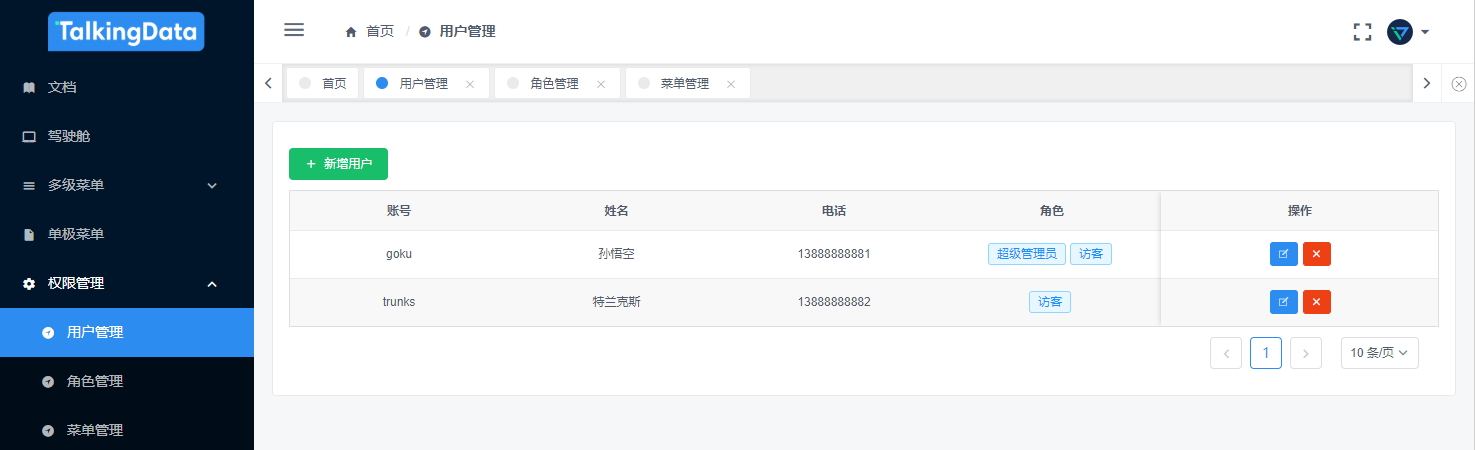 TalkingData
文档
驾驶舱
多级菜单
单极菜单
权限管理
用户管理
角色管理
菜单管理
首页 / 用户管理
首页 用户管理 角色管理 菜单管理
+ 新增用户
账号 姓名 电话 角色 操作
goku 孙悟空 13888888881 超级管理员 访客
trunks 特兰克斯 13888888882 访客
1 10 条/页